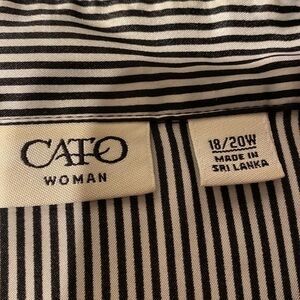 CATO
WOMAN
18/20W
MADE IN
SRI LANKA